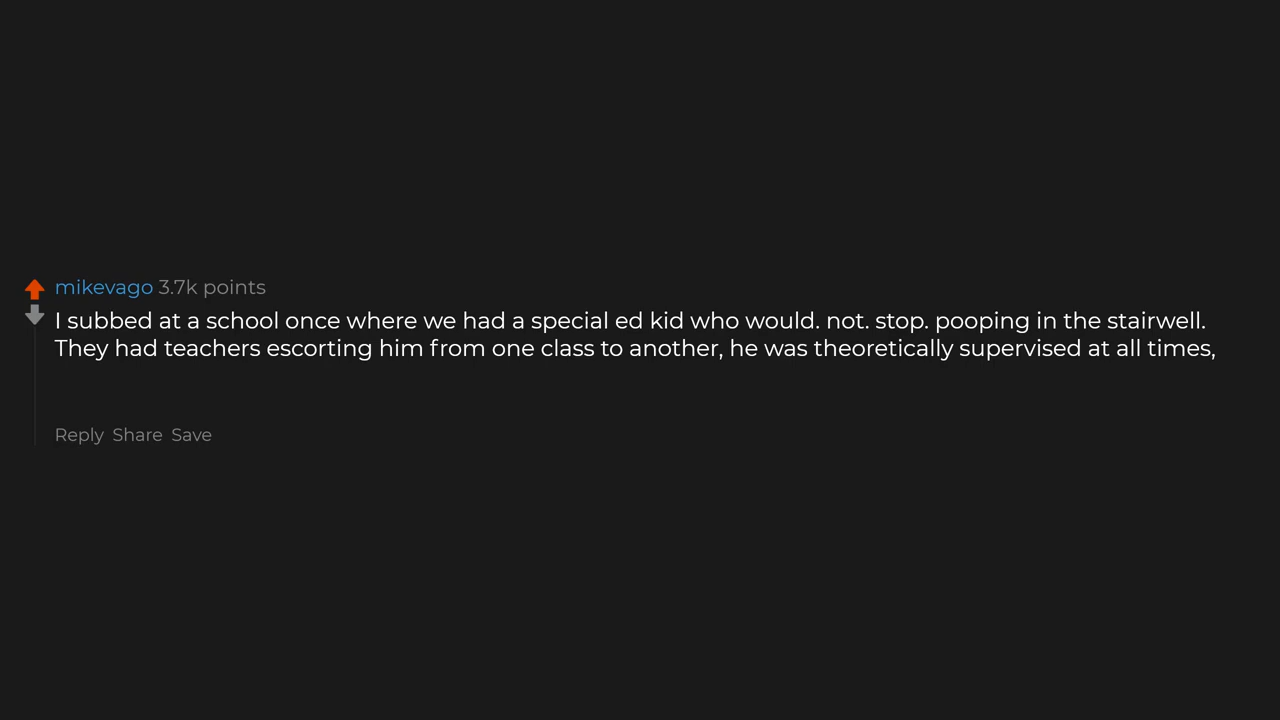 mikevago 3.7k points
I subbed at a school once where we had a special ed kid who would. not. stop. pooping in the stairwell.
They had teachers escorting him from one class to another, he was theoretically supervised at all times,
Reply Share Save